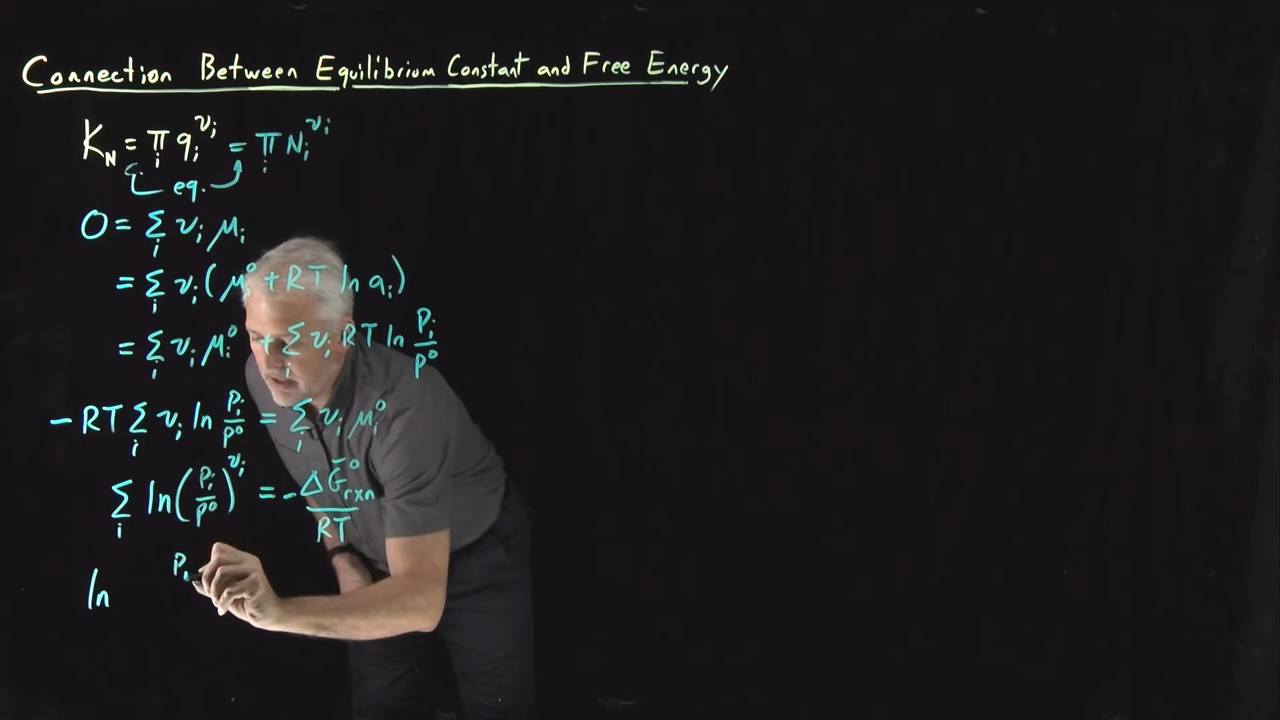 Connection Between Equilibrium Constant and Free Energy
K_N = π_i q_i^{ν_i} = π_i N_i^{ν_i}
eq.
0 = Σ_i ν_i μ_i
= Σ_i ν_i (μ_i° + RT ln a_i)
= Σ_i ν_i μ_i° + Σ_i ν_i RT ln P_i/P°
- RT Σ_i ν_i ln P_i/P° = Σ_i ν_i μ_i°
Σ_i ln(P_i/P°)^{ν_i} = - ΔG̅°_rxn/RT
ln P_i